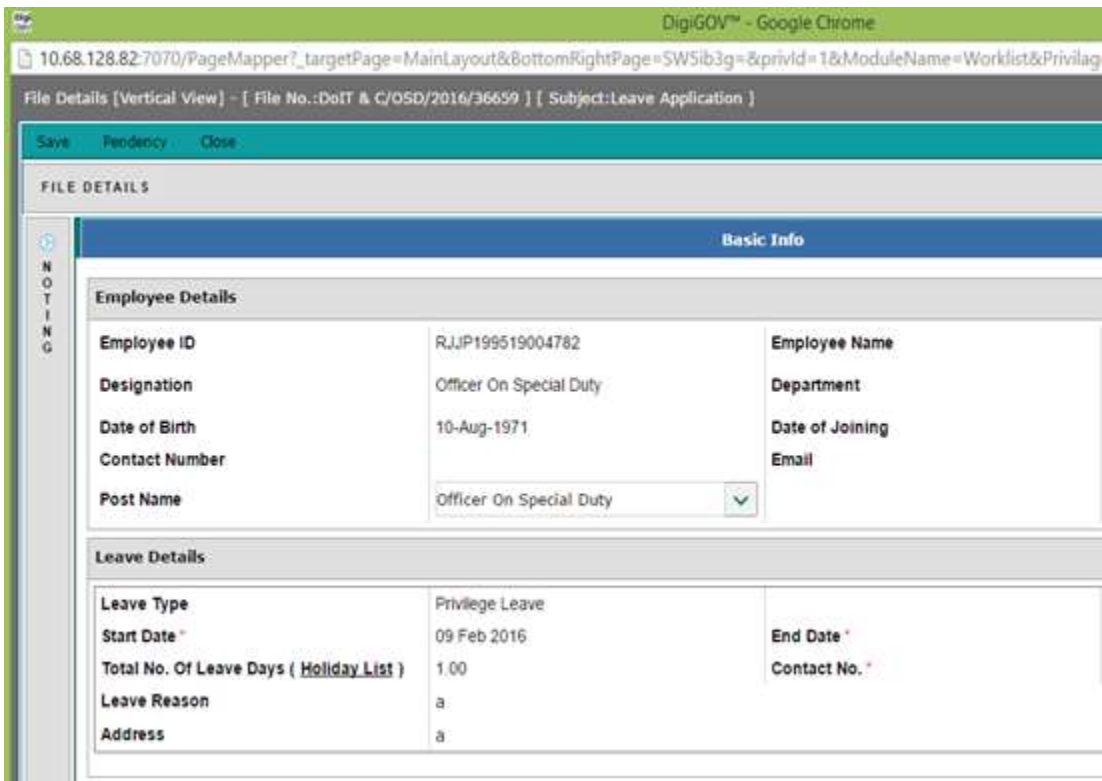 DigiGOV™ - Google Chrome
10.68.128.82:7070/PageMapper?_targetPage=MainLayout&BottomRightPage=SW5ib3g=&privId=1&ModuleName=Worklist&Privilag
File Details [Vertical View] - [ File No.:DoIT & C/OSD/2016/36659 ] [ Subject:Leave Application ]
Save Pendency Close
FILE DETAILS
NOTING
Basic Info
Employee Details
Employee ID RJJP199519004782 Employee Name
Designation Officer On Special Duty Department
Date of Birth 10-Aug-1971 Date of Joining
Contact Number Email
Post Name Officer On Special Duty
Leave Details
Leave Type Privilege Leave
Start Date * 09 Feb 2016 End Date *
Total No. Of Leave Days ( Holiday List ) 1.00 Contact No. *
Leave Reason a
Address a